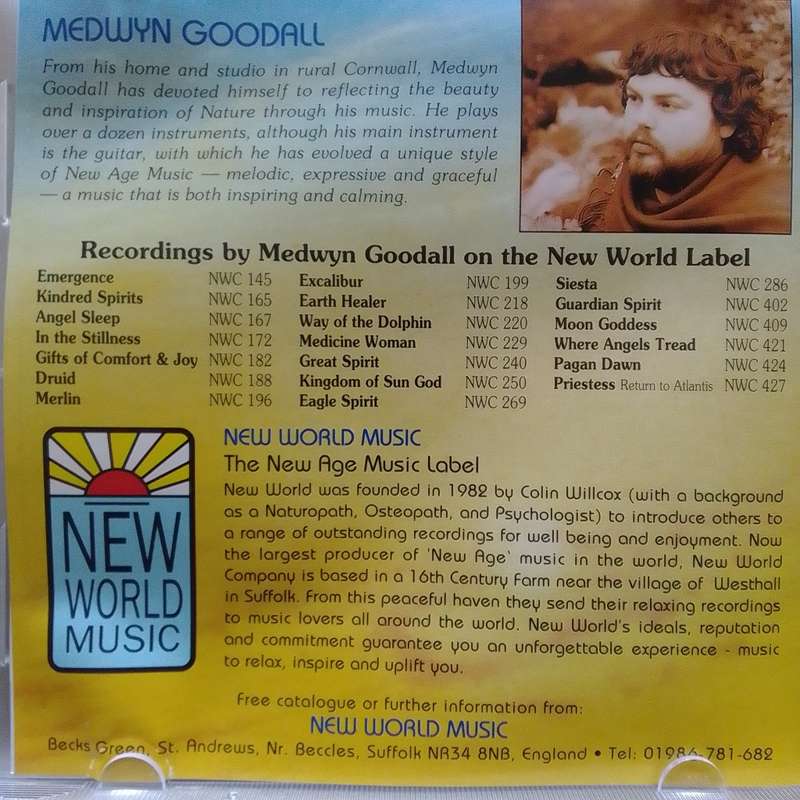 MEDWYN GOODALL
From his home and studio in rural Cornwall, Medwyn
Goodall has devoted himself to reflecting the beauty
and inspiration of Nature through his music. He plays
over a dozen instruments, although his main instrument
is the guitar, with which he has evolved a unique style
of New Age Music — melodic, expressive and graceful
— a music that is both inspiring and calming.
Recordings by Medwyn Goodall on the New World Label
Emergence NWC 145
Kindred Spirits NWC 165
Angel Sleep NWC 167
In the Stillness NWC 172
Gifts of Comfort & Joy NWC 182
Druid NWC 188
Merlin NWC 196
Excalibur NWC 199
Earth Healer NWC 218
Way of the Dolphin NWC 220
Medicine Woman NWC 229
Great Spirit NWC 240
Kingdom of Sun God NWC 250
Eagle Spirit NWC 269
Siesta NWC 286
Guardian Spirit NWC 402
Moon Goddess NWC 409
Where Angels Tread NWC 421
Pagan Dawn NWC 424
Priestess Return to Atlantis NWC 427
NEW
WORLD
MUSIC
NEW WORLD MUSIC
The New Age Music Label
New World was founded in 1982 by Colin Willcox (with a background
as a Naturopath, Osteopath, and Psychologist) to introduce others to
a range of outstanding recordings for well being and enjoyment. Now
the largest producer of 'New Age' music in the world, New World
Company is based in a 16th Century Farm near the village of Westhall
in Suffolk. From this peaceful haven they send their relaxing recordings
to music lovers all around the world. New World's ideals, reputation
and commitment guarantee you an unforgettable experience - music
to relax, inspire and uplift you.
Free catalogue or further information from:
NEW WORLD MUSIC
Becks Green, St. Andrews, Nr. Beccles, Suffolk NR34 8NB, England • Tel: 01986-781-682